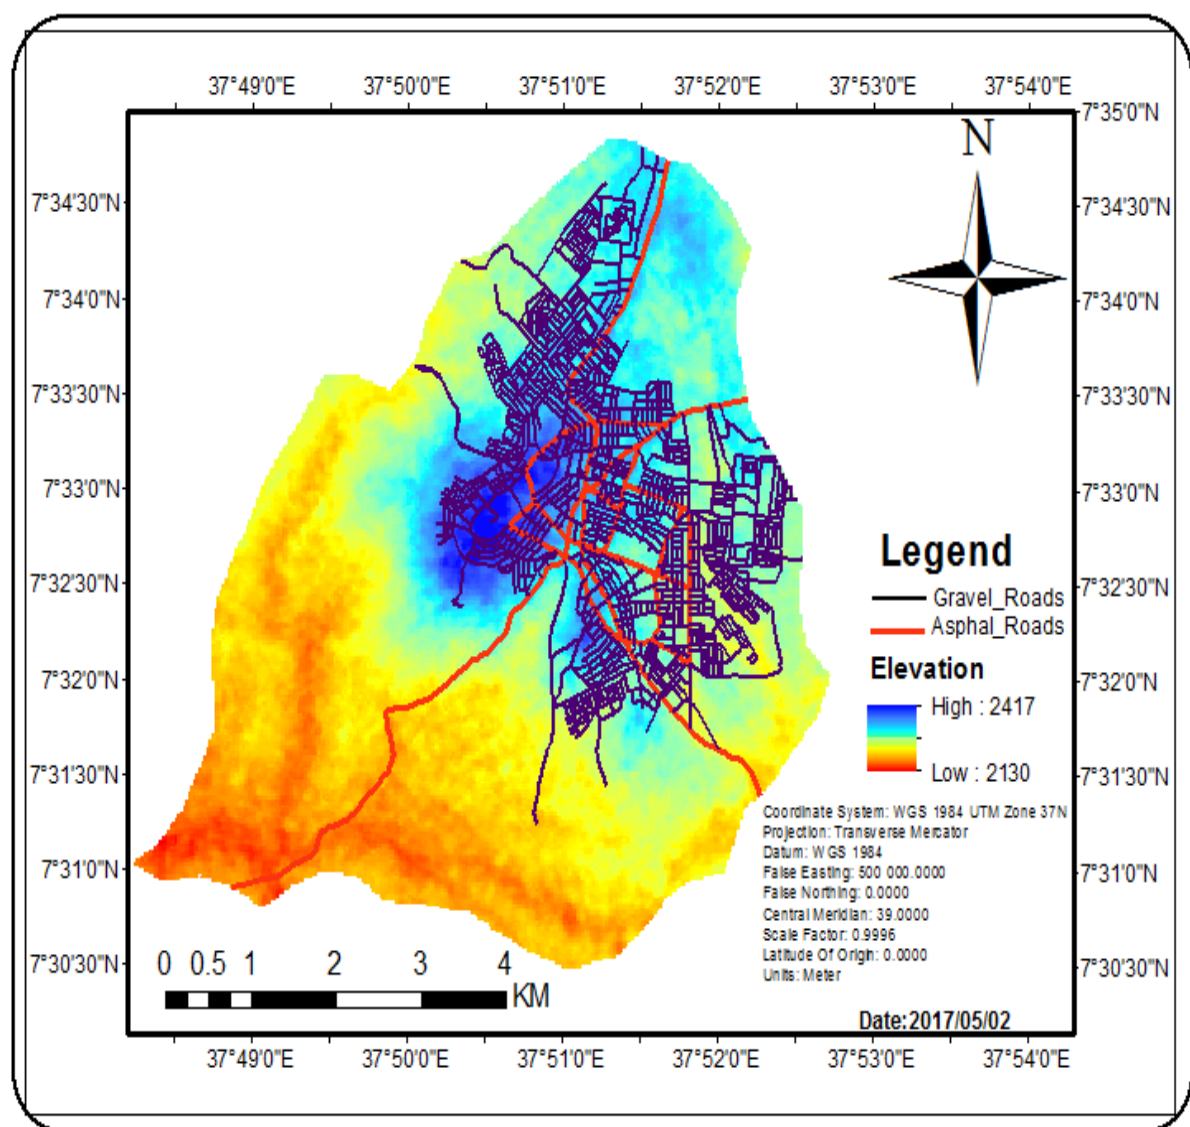 37°49'0"E 37°50'0"E 37°51'0"E 37°52'0"E 37°53'0"E 37°54'0"E
7°35'0"N
N
7°34'30"N 7°34'30"N
7°34'0"N 7°34'0"N
7°33'30"N 7°33'30"N
7°33'0"N 7°33'0"N
Legend
7°32'30"N 7°32'30"N
Gravel_Roads
Asphal_Roads
Elevation
7°32'0"N 7°32'0"N
High : 2417
Low : 2130
7°31'30"N 7°31'30"N
Coordinate System: WGS 1984 UTM Zone 37N
Projection: Transverse Mercator
Datum: WGS 1984
7°31'0"N 7°31'0"N
False Easting: 500 000.0000
False Northing: 0.0000
Central Meridian: 39.0000
Scale Factor: 0.9996
Latitude Of Origin: 0.0000
Units: Meter
7°30'30"N 7°30'30"N
0 0.5 1 2 3 4
KM
Date:2017/05/02
37°49'0"E 37°50'0"E 37°51'0"E 37°52'0"E 37°53'0"E 37°54'0"E